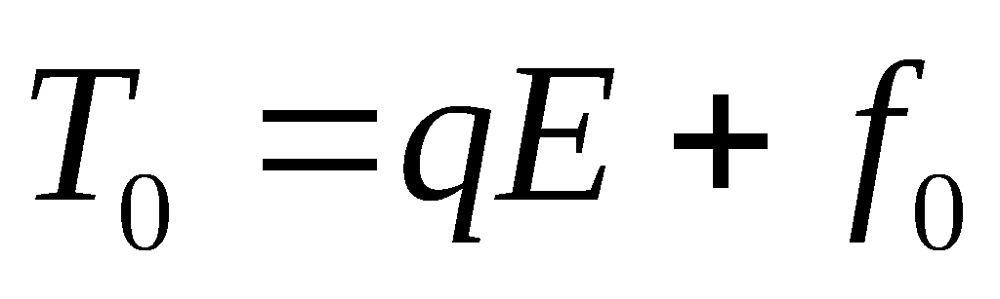 T₀ = qE + f₀